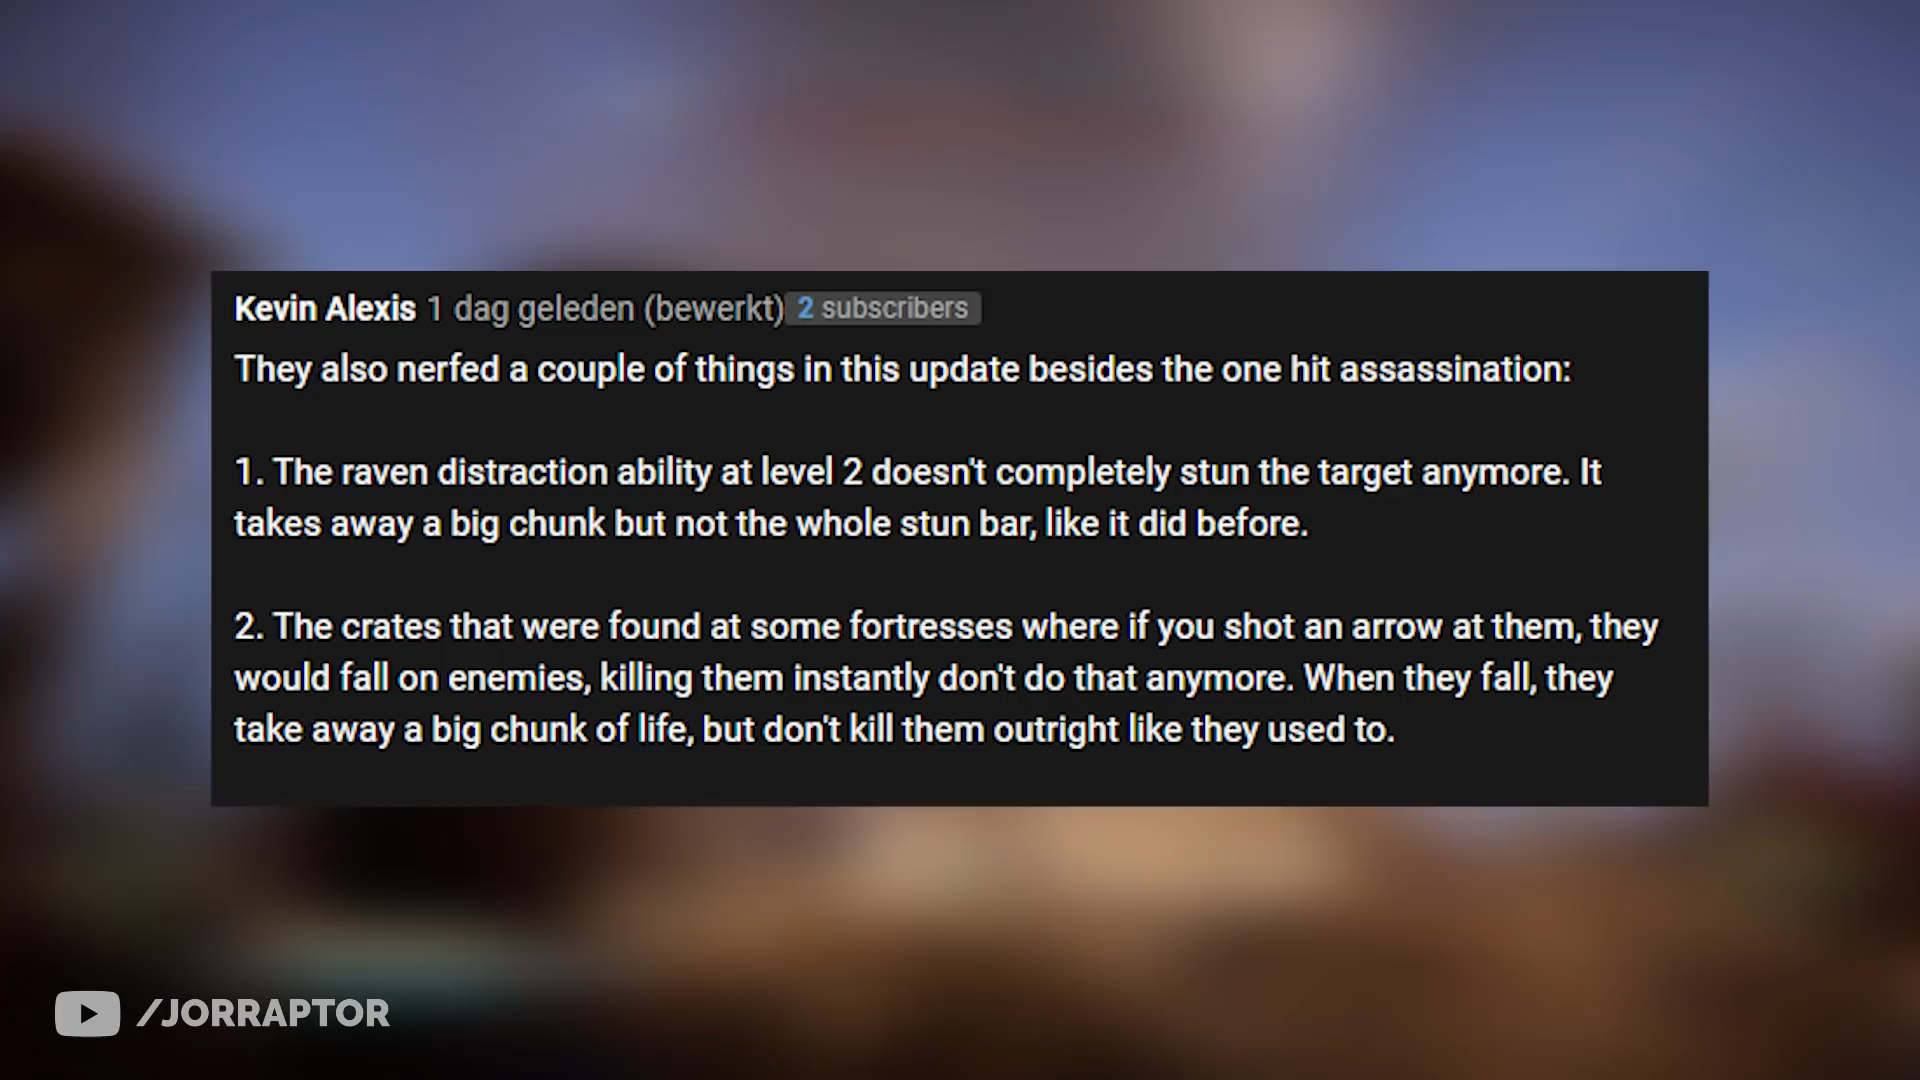 Kevin Alexis 1 dag geleden (bewerkt) 2 subscribers
They also nerfed a couple of things in this update besides the one hit assassination:
1. The raven distraction ability at level 2 doesn't completely stun the target anymore. It
takes away a big chunk but not the whole stun bar, like it did before.
2. The crates that were found at some fortresses where if you shot an arrow at them, they
would fall on enemies, killing them instantly don't do that anymore. When they fall, they
take away a big chunk of life, but don't kill them outright like they used to.
/JORRAPTOR